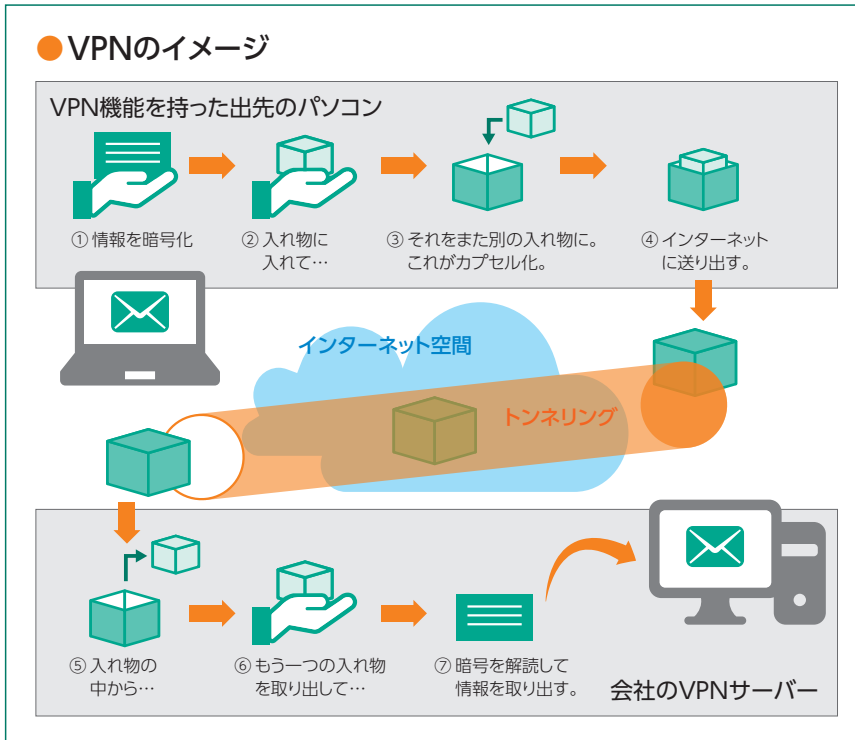 ●VPNのイメージ
VPN機能を持った出先のパソコン
① 情報を暗号化
② 入れ物に
入れて…
③ それをまた別の入れ物に。
これがカプセル化。
④ インターネット
に送り出す。
インターネット空間
トンネリング
⑤ 入れ物の
中から…
⑥ もう一つの入れ物
を取り出して…
⑦ 暗号を解読して
情報を取り出す。
会社のVPNサーバー